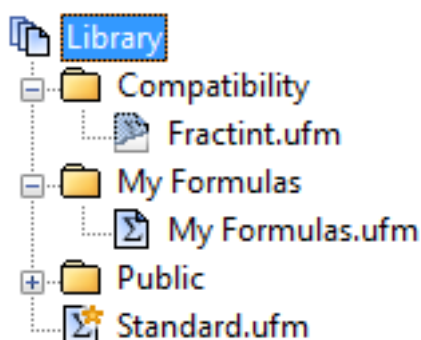 Library
Compatibility
Fractint.ufm
My Formulas
My Formulas.ufm
Public
Standard.ufm